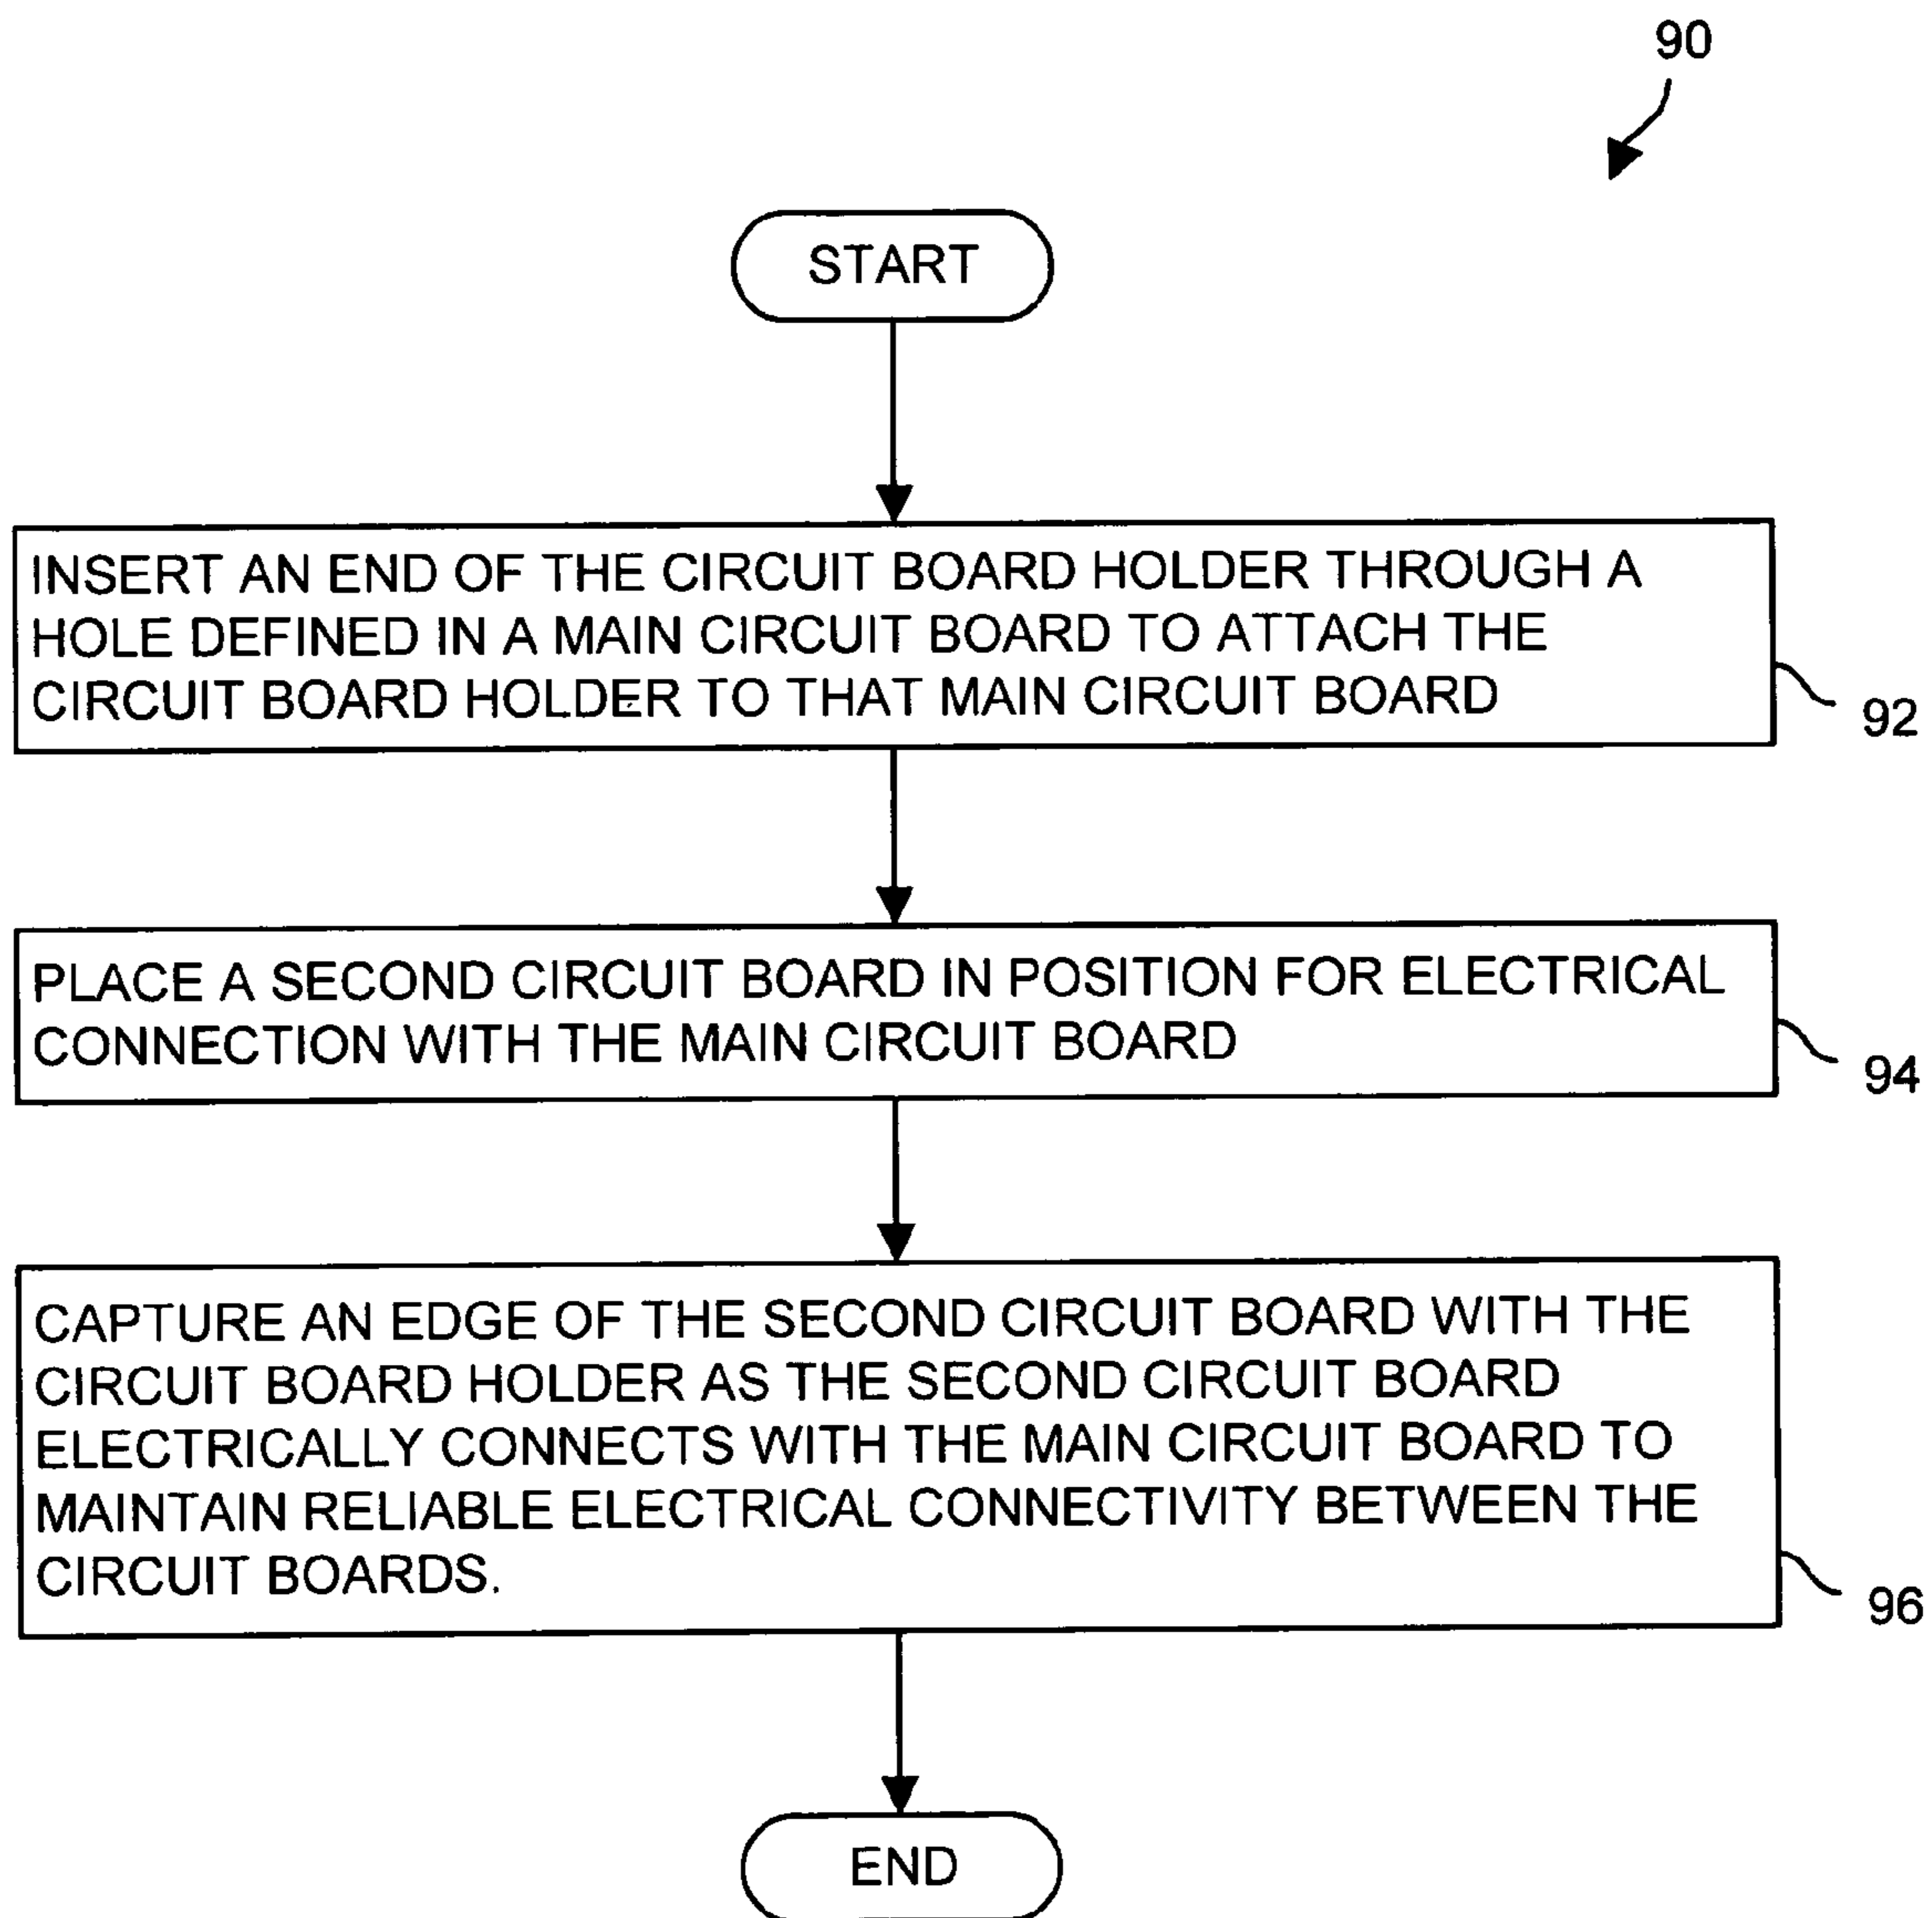 90
START
INSERT AN END OF THE CIRCUIT BOARD HOLDER THROUGH A
HOLE DEFINED IN A MAIN CIRCUIT BOARD TO ATTACH THE
CIRCUIT BOARD HOLDER TO THAT MAIN CIRCUIT BOARD
92
PLACE A SECOND CIRCUIT BOARD IN POSITION FOR ELECTRICAL
CONNECTION WITH THE MAIN CIRCUIT BOARD
94
CAPTURE AN EDGE OF THE SECOND CIRCUIT BOARD WITH THE
CIRCUIT BOARD HOLDER AS THE SECOND CIRCUIT BOARD
ELECTRICALLY CONNECTS WITH THE MAIN CIRCUIT BOARD TO
MAINTAIN RELIABLE ELECTRICAL CONNECTIVITY BETWEEN THE
CIRCUIT BOARDS.
96
END